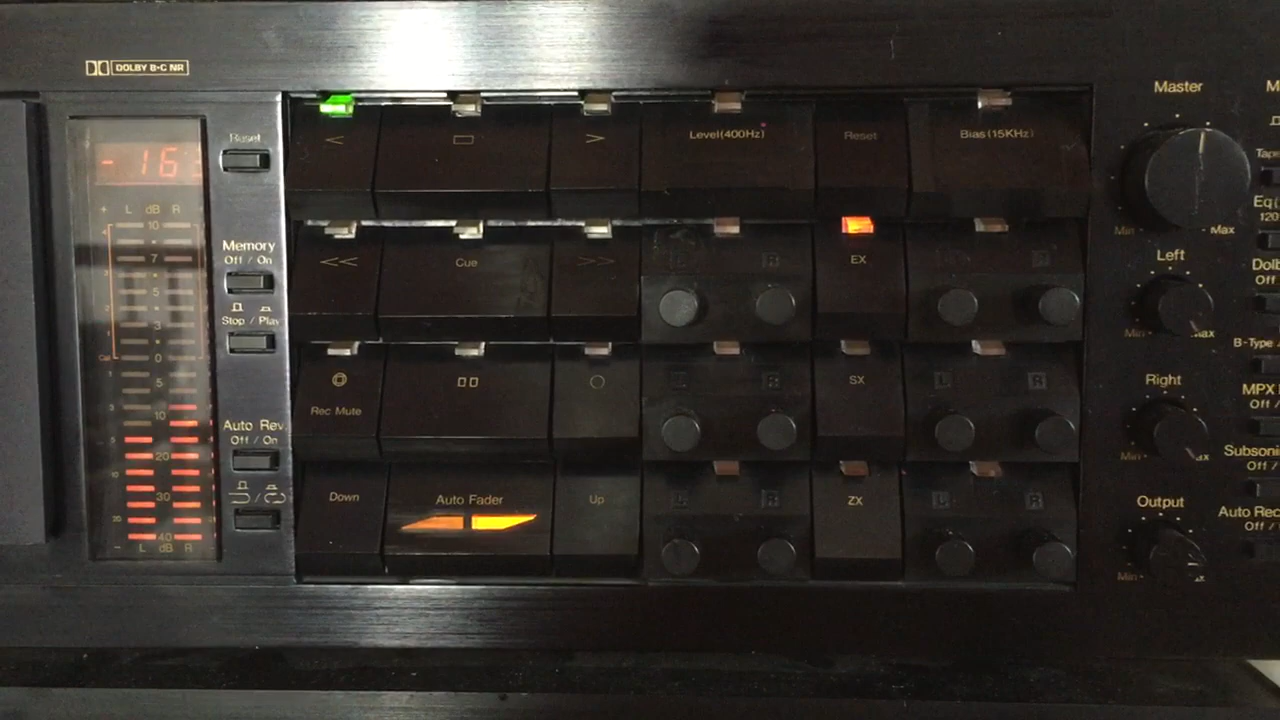 DOLBY B-C NR
Reset
-16
+ L dB R
10
7
5
3
0
5
10
20
30
40
- L dB R
Memory
Off / On
Stop / Play
Auto Rev.
Off / On
<
>
Level(400Hz)
Reset
Bias(15KHz)
<<
Cue
>>
L R
EX
R
Rec Mute
L R
SX
L R
Down
Auto Fader
Up
L R
ZX
L R
Master
Min Max
Left
Min
Right
Min
Output
Min
Tape
Eq(
120
Off
B-Type
MPX
Off /
Off /
Auto Rec
Off /